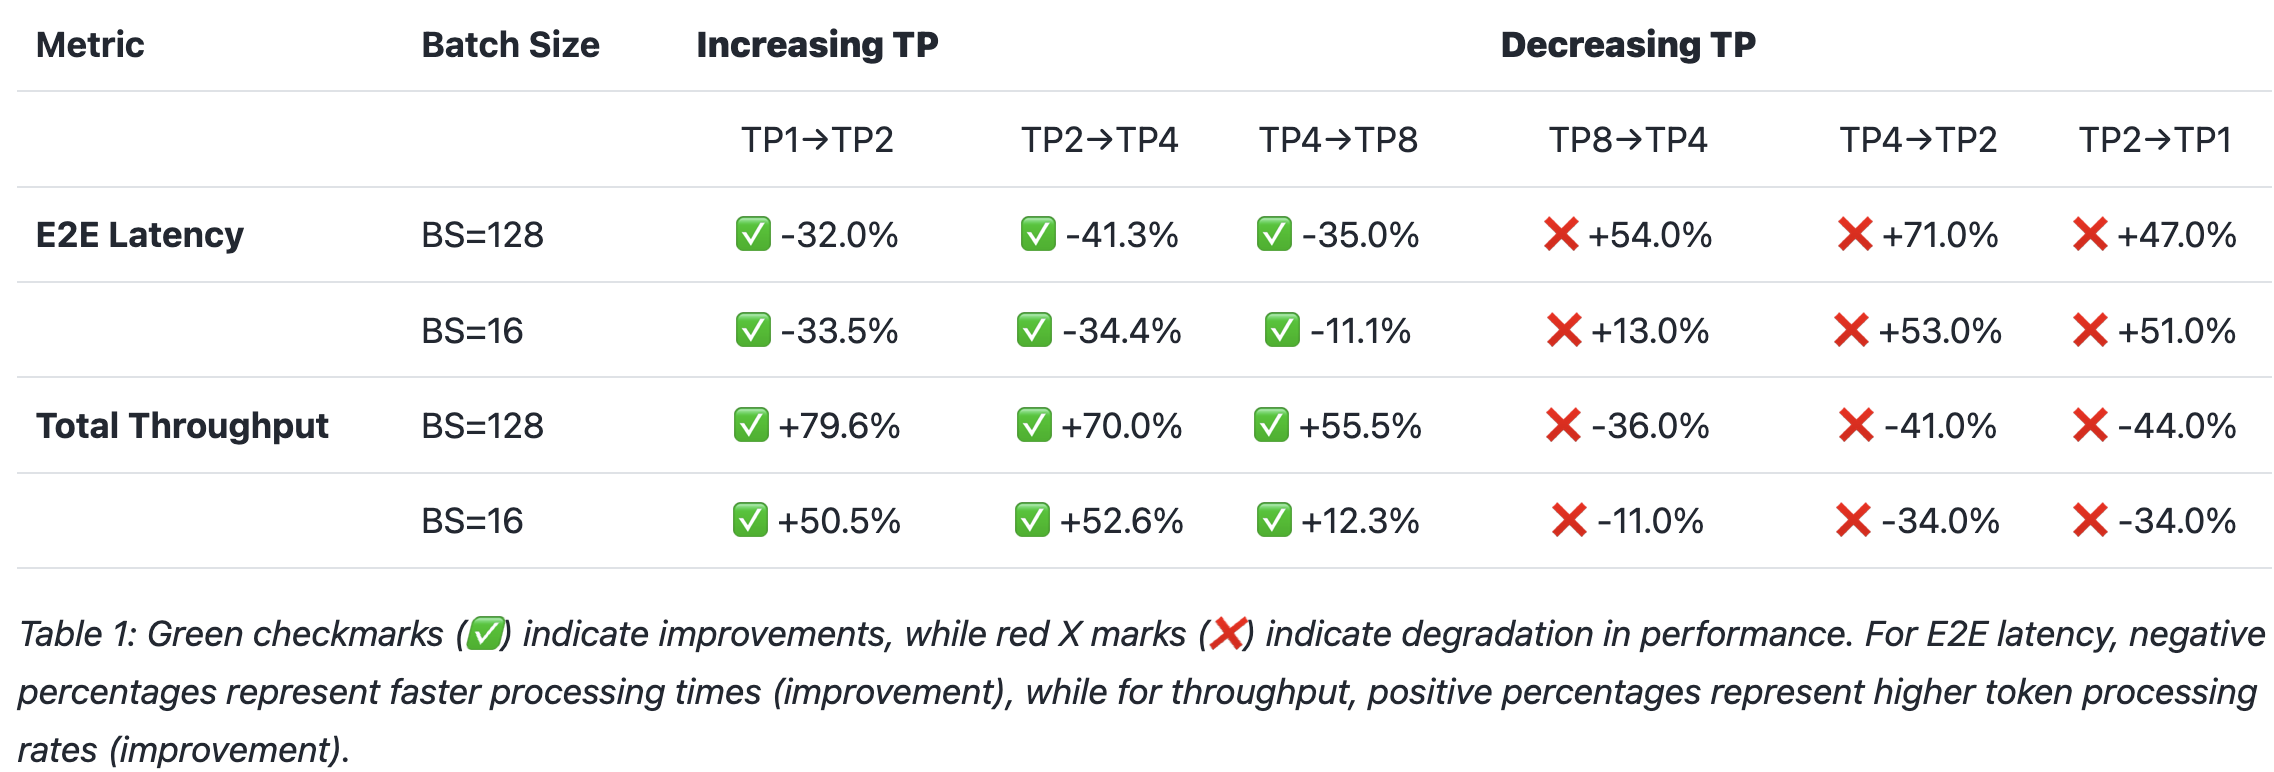 Metric Batch Size Increasing TP Decreasing TP
TP1→TP2 TP2→TP4 TP4→TP8 TP8→TP4 TP4→TP2 TP2→TP1
E2E Latency BS=128 ✅ -32.0% ✅ -41.3% ✅ -35.0% ❌ +54.0% ❌ +71.0% ❌ +47.0%
BS=16 ✅ -33.5% ✅ -34.4% ✅ -11.1% ❌ +13.0% ❌ +53.0% ❌ +51.0%
Total Throughput BS=128 ✅ +79.6% ✅ +70.0% ✅ +55.5% ❌ -36.0% ❌ -41.0% ❌ -44.0%
BS=16 ✅ +50.5% ✅ +52.6% ✅ +12.3% ❌ -11.0% ❌ -34.0% ❌ -34.0%
Table 1: Green checkmarks (✅) indicate improvements, while red X marks (❌) indicate degradation in performance. For E2E latency, negative
percentages represent faster processing times (improvement), while for throughput, positive percentages represent higher token processing
rates (improvement).